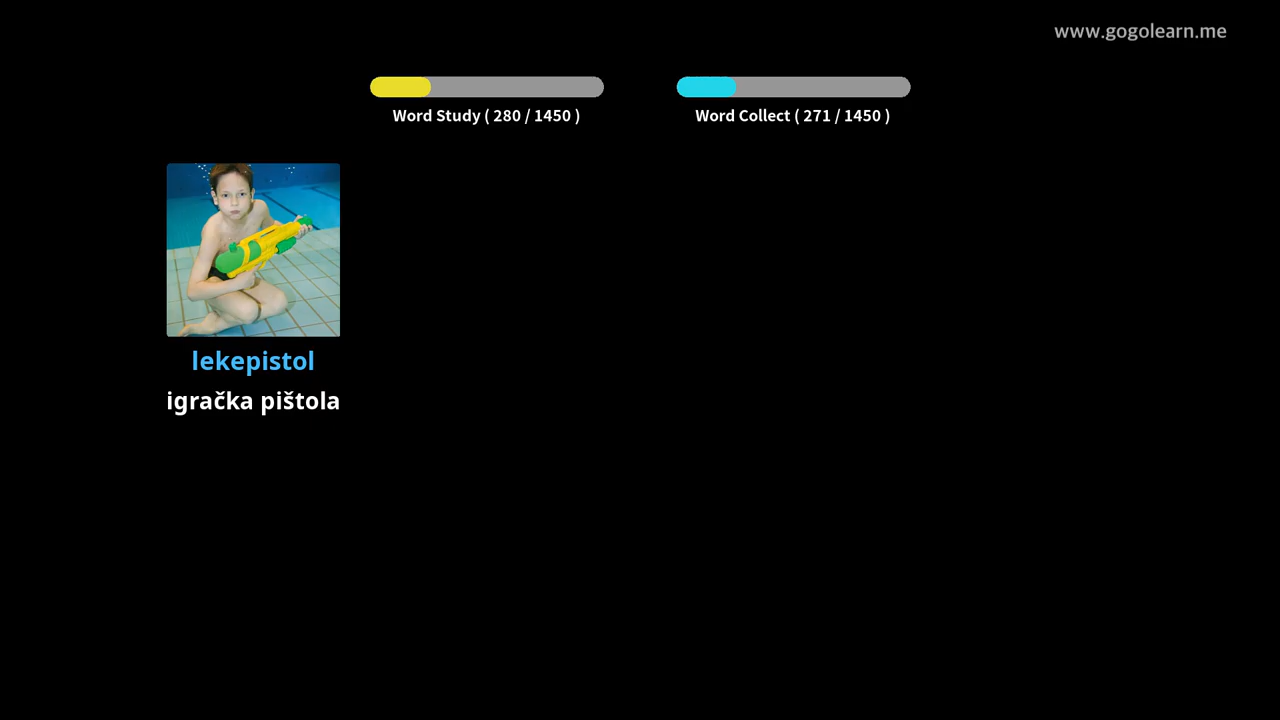 www.gogolearn.me
Word Study ( 280 / 1450 )
Word Collect ( 271 / 1450 )
lekepistol
igračka pištola